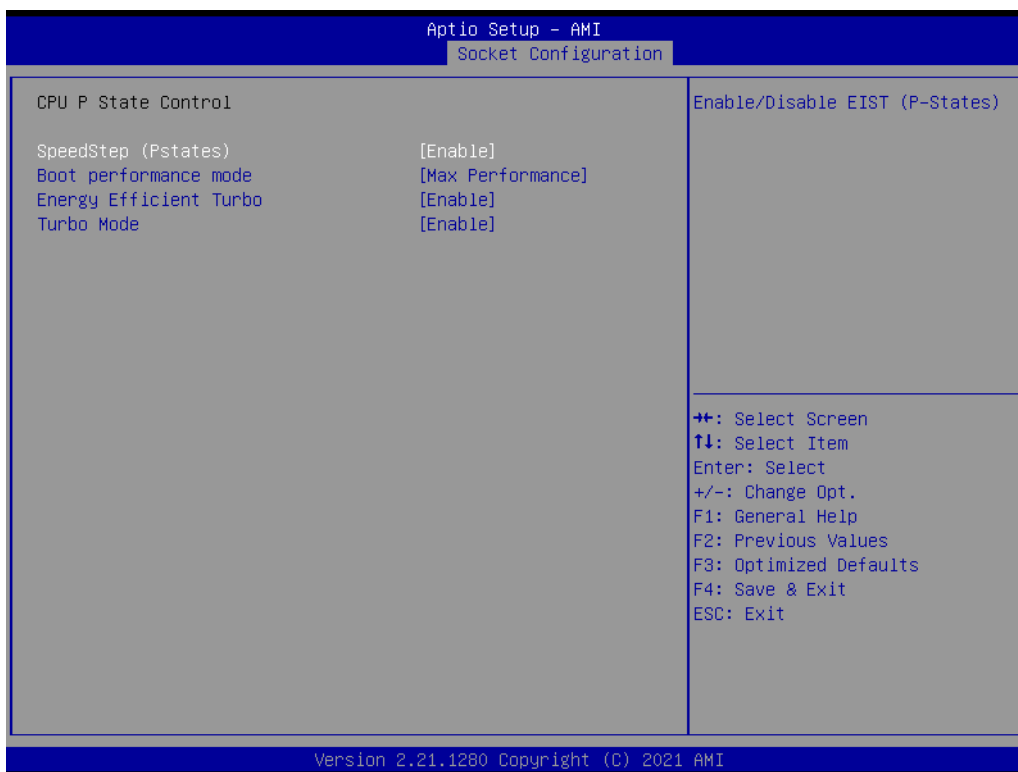 Aptio Setup – AMI
Socket Configuration
CPU P State Control
SpeedStep (Pstates) [Enable]
Boot performance mode [Max Performance]
Energy Efficient Turbo [Enable]
Turbo Mode [Enable]
Enable/Disable EIST (P-States)
→←: Select Screen
↑↓: Select Item
Enter: Select
+/-: Change Opt.
F1: General Help
F2: Previous Values
F3: Optimized Defaults
F4: Save & Exit
ESC: Exit
Version 2.21.1280 Copyright (C) 2021 AMI